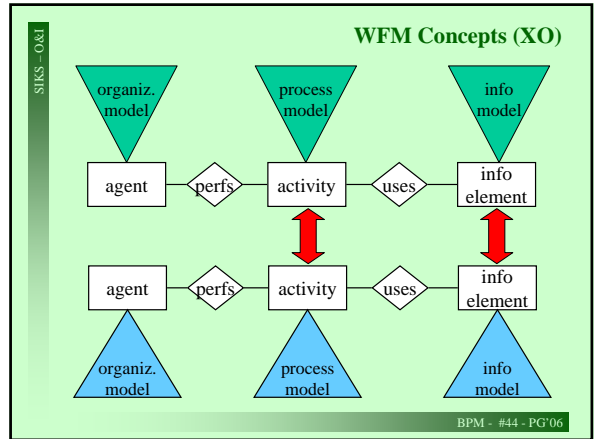 SIKS – O&I
WFM Concepts (XO)
organiz.
model
process
model
info
model
agent
perfs
activity
uses
info
element
agent
perfs
activity
uses
info
element
organiz.
model
process
model
info
model
BPM - #44 - PG'06